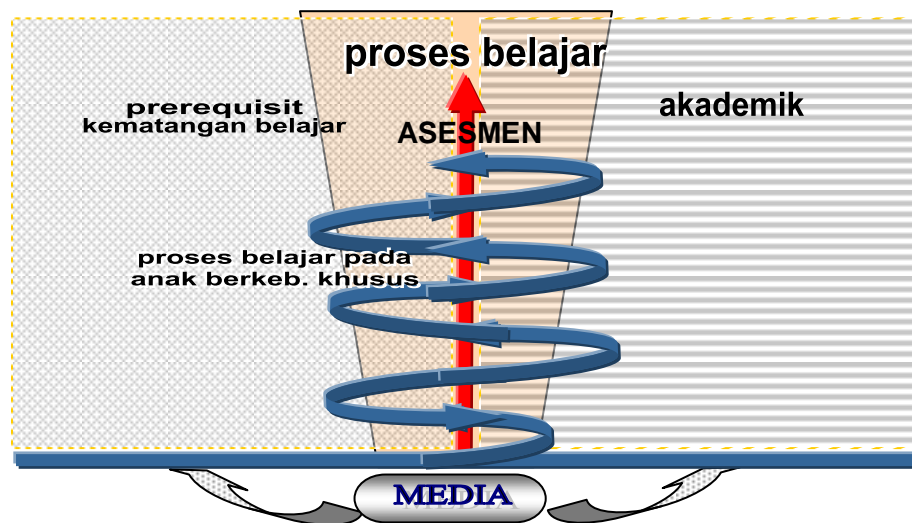 proses belajar
prerequisit
kematangan belajar
akademik
ASESMEN
proses belajar pada
anak berkeb. khusus
MEDIA